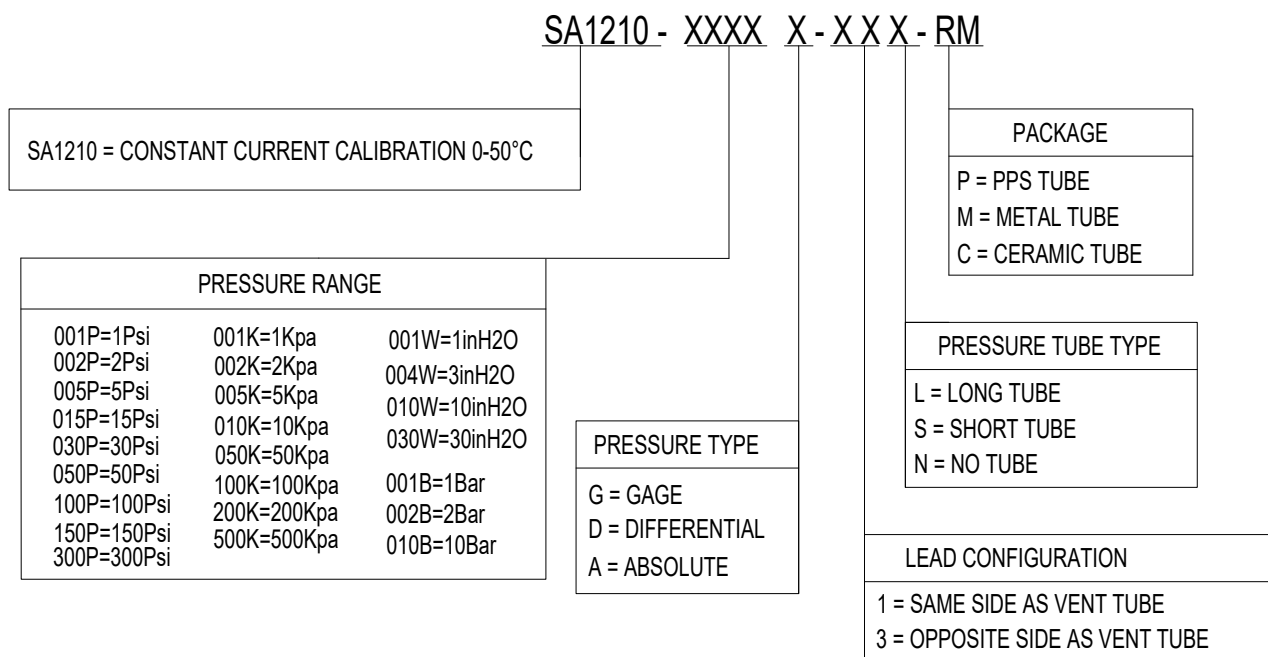 SA1210 - XXXX X - X X X - RM
SA1210 = CONSTANT CURRENT CALIBRATION 0-50°C
PACKAGE
P = PPS TUBE
M = METAL TUBE
C = CERAMIC TUBE
PRESSURE RANGE
001P=1Psi
002P=2Psi
005P=5Psi
015P=15Psi
030P=30Psi
050P=50Psi
100P=100Psi
150P=150Psi
300P=300Psi
001K=1Kpa
002K=2Kpa
005K=5Kpa
010K=10Kpa
050K=50Kpa
100K=100Kpa
200K=200Kpa
500K=500Kpa
001W=1inH2O
004W=3inH2O
010W=10inH2O
030W=30inH2O
001B=1Bar
002B=2Bar
010B=10Bar
PRESSURE TYPE
G = GAGE
D = DIFFERENTIAL
A = ABSOLUTE
PRESSURE TUBE TYPE
L = LONG TUBE
S = SHORT TUBE
N = NO TUBE
LEAD CONFIGURATION
1 = SAME SIDE AS VENT TUBE
3 = OPPOSITE SIDE AS VENT TUBE